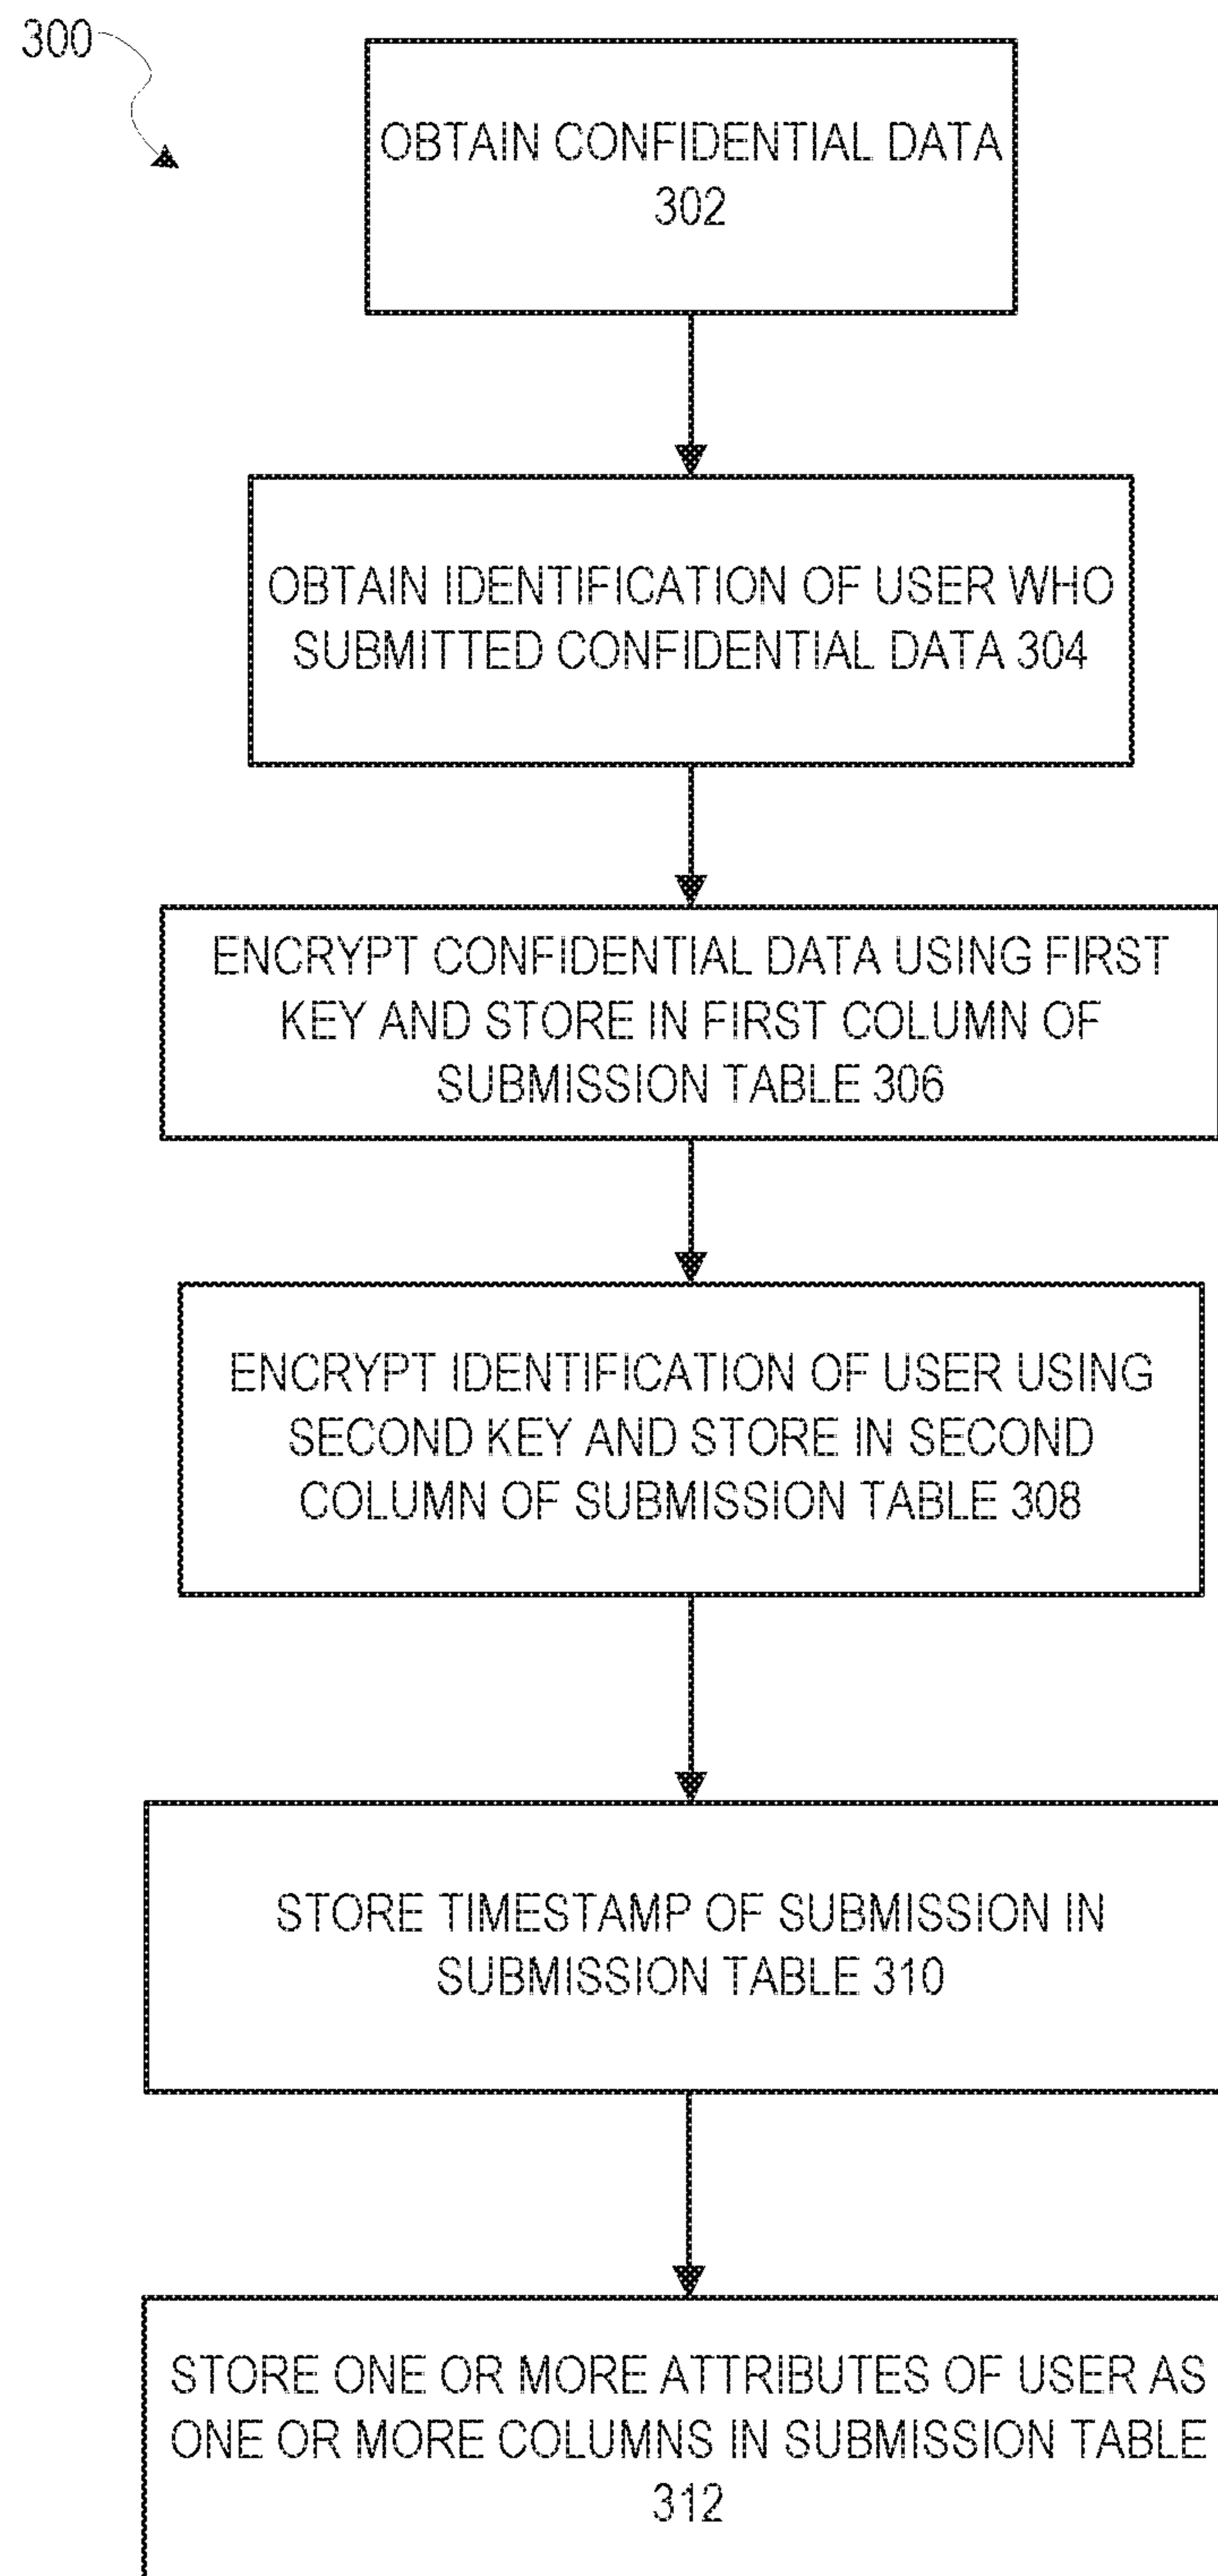 300
OBTAIN CONFIDENTIAL DATA
302
OBTAIN IDENTIFICATION OF USER WHO
SUBMITTED CONFIDENTIAL DATA 304
ENCRYPT CONFIDENTIAL DATA USING FIRST
KEY AND STORE IN FIRST COLUMN OF
SUBMISSION TABLE 306
ENCRYPT IDENTIFICATION OF USER USING
SECOND KEY AND STORE IN SECOND
COLUMN OF SUBMISSION TABLE 308
STORE TIMESTAMP OF SUBMISSION IN
SUBMISSION TABLE 310
STORE ONE OR MORE ATTRIBUTES OF USER AS
ONE OR MORE COLUMNS IN SUBMISSION TABLE
312